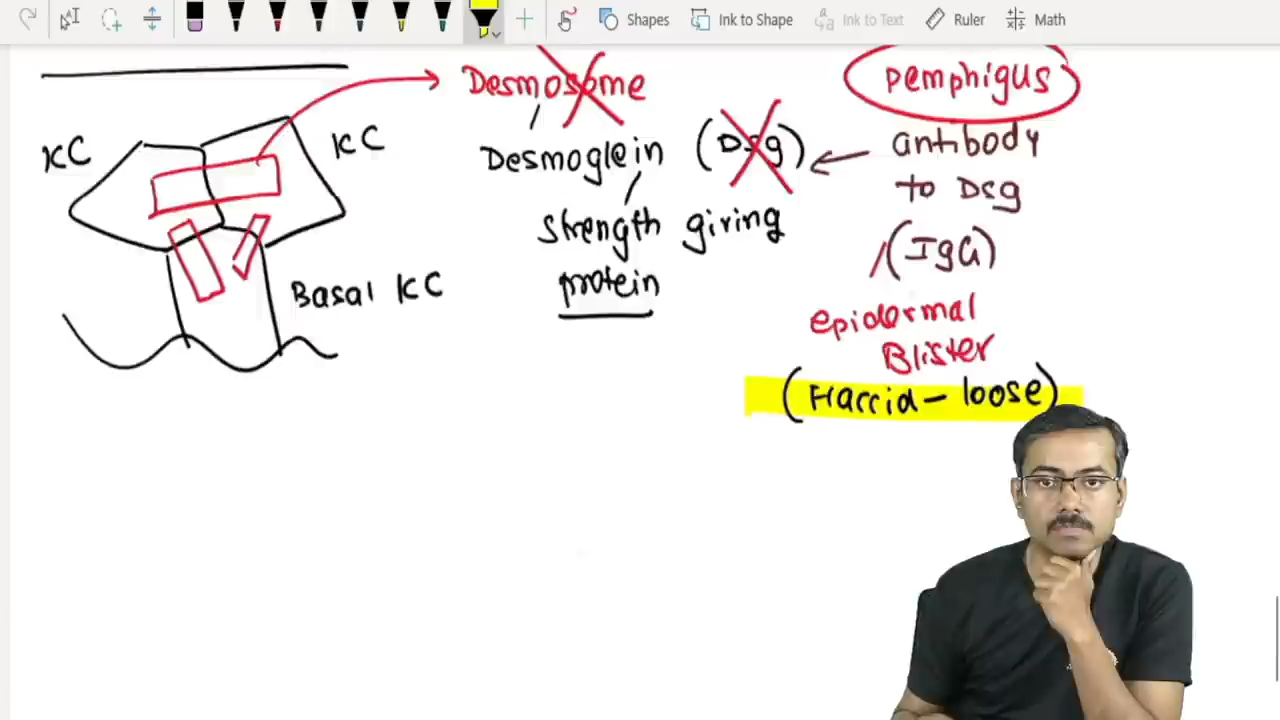 Shapes
Ink to Shape
Ink to Text
Ruler
Math
KC
KC
Basal KC
Desmosome
Desmoglein (Dsg)
strength giving
protein
pemphigus
antibody
to Dsg
(IgG)
epidermal
Blister
(Flaccid – loose)